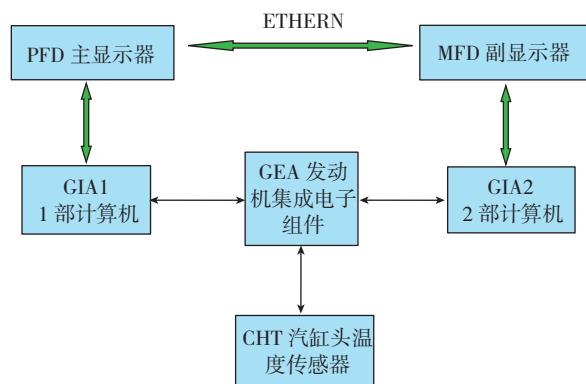 ETHERN
PFD 主显示器
MFD 副显示器
GIA1
1 部计算机
GEA 发动
机集成电子
组件
GIA2
2 部计算机
CHT 汽缸头温
度传感器